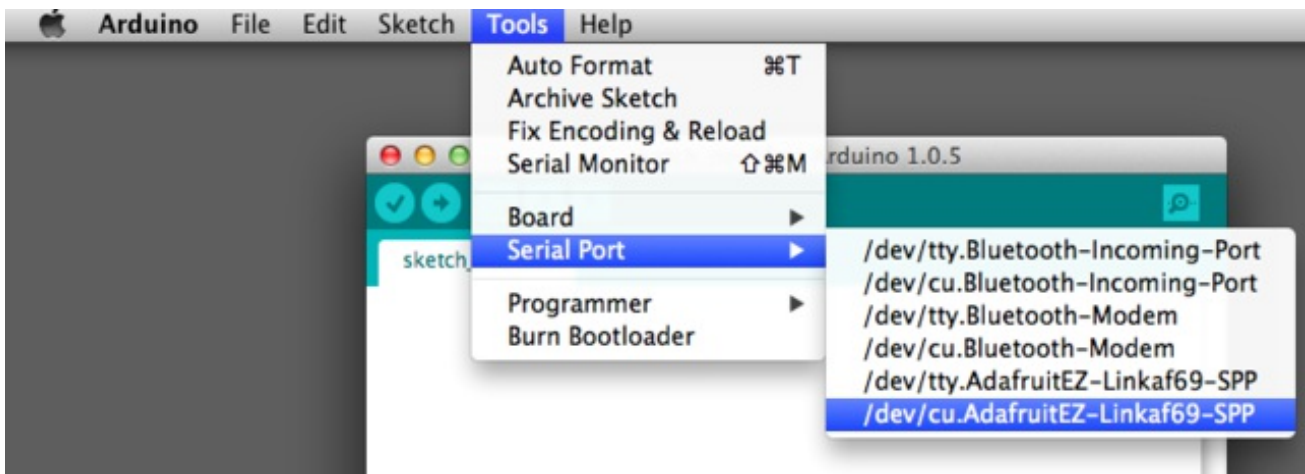 Arduino File Edit Sketch Tools Help
Auto Format ⌘T
Archive Sketch
Fix Encoding & Reload
Serial Monitor ⇧⌘M
rduino 1.0.5
Board
Serial Port
sketch_
Programmer
Burn Bootloader
/dev/tty.Bluetooth-Incoming-Port
/dev/cu.Bluetooth-Incoming-Port
/dev/tty.Bluetooth-Modem
/dev/cu.Bluetooth-Modem
/dev/tty.AdafruitEZ-Linkaf69-SPP
/dev/cu.AdafruitEZ-Linkaf69-SPP